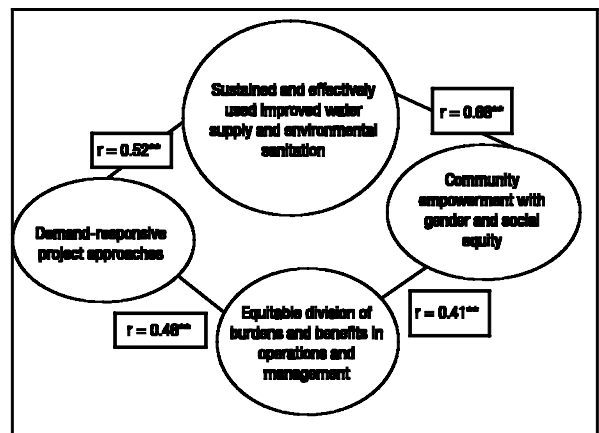 Sustained and effectively
used improved water
supply and environmental
sanitation
r = 0.66**
r = 0.52**
Community
empowerment with
gender and social
equity
Demand-responsive
project approaches
Equitable division of
burdens and benefits in
operations and
management
r = 0.41**
r = 0.46**